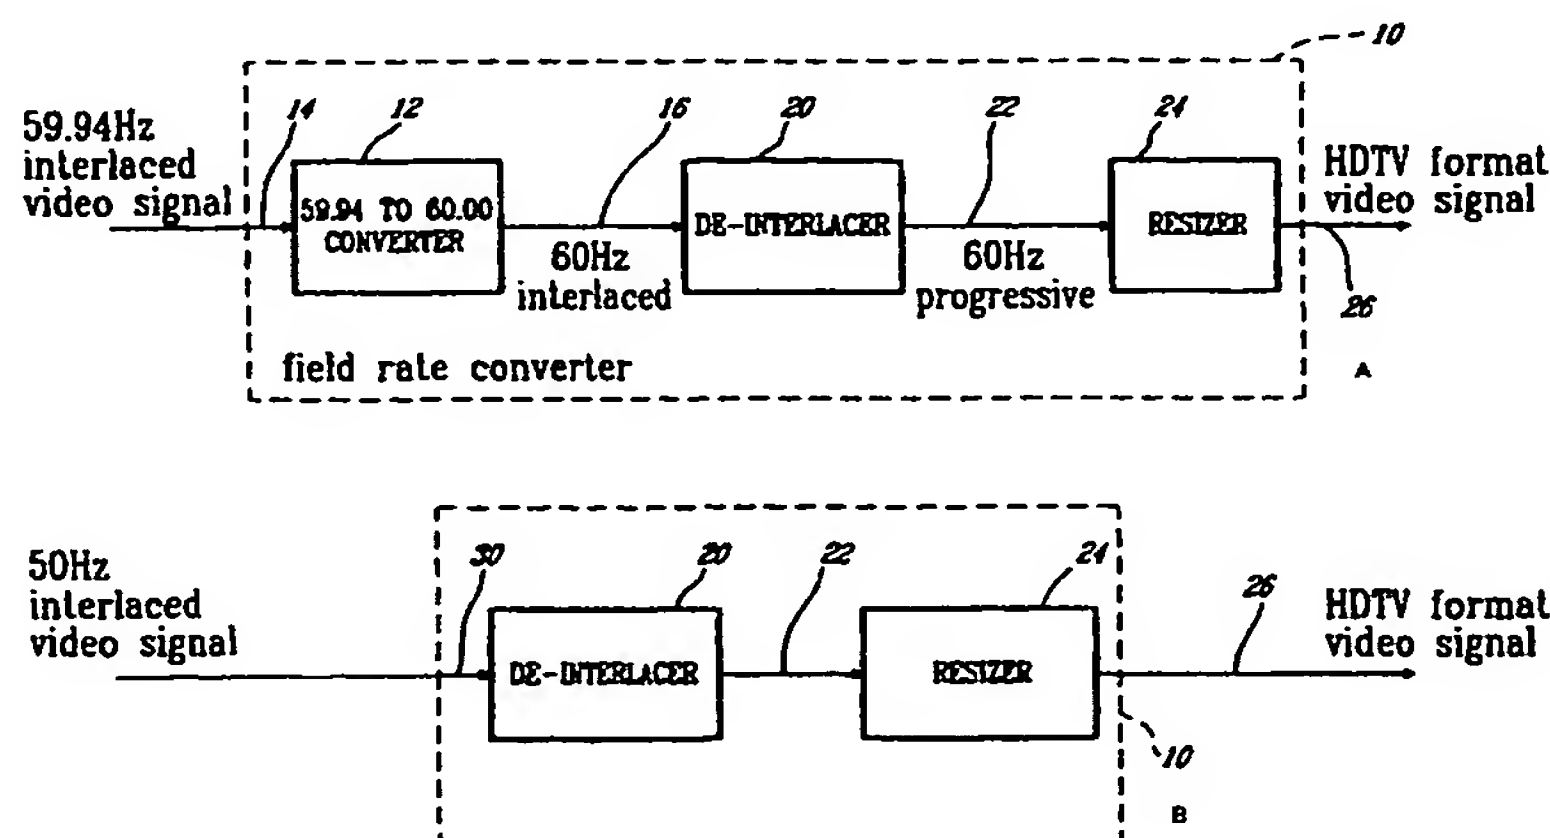 10
14
12
16
20
22
24
59.94Hz
interlaced
video signal
59.94 TO 60.00
CONVERTER
60Hz
interlaced
DE-INTERLACER
60Hz
progressive
RESIZER
HDTV format
video signal
26
field rate converter
A
50Hz
interlaced
video signal
30
20
22
24
26
DE-INTERLACER
RESIZER
HDTV format
video signal
10
B